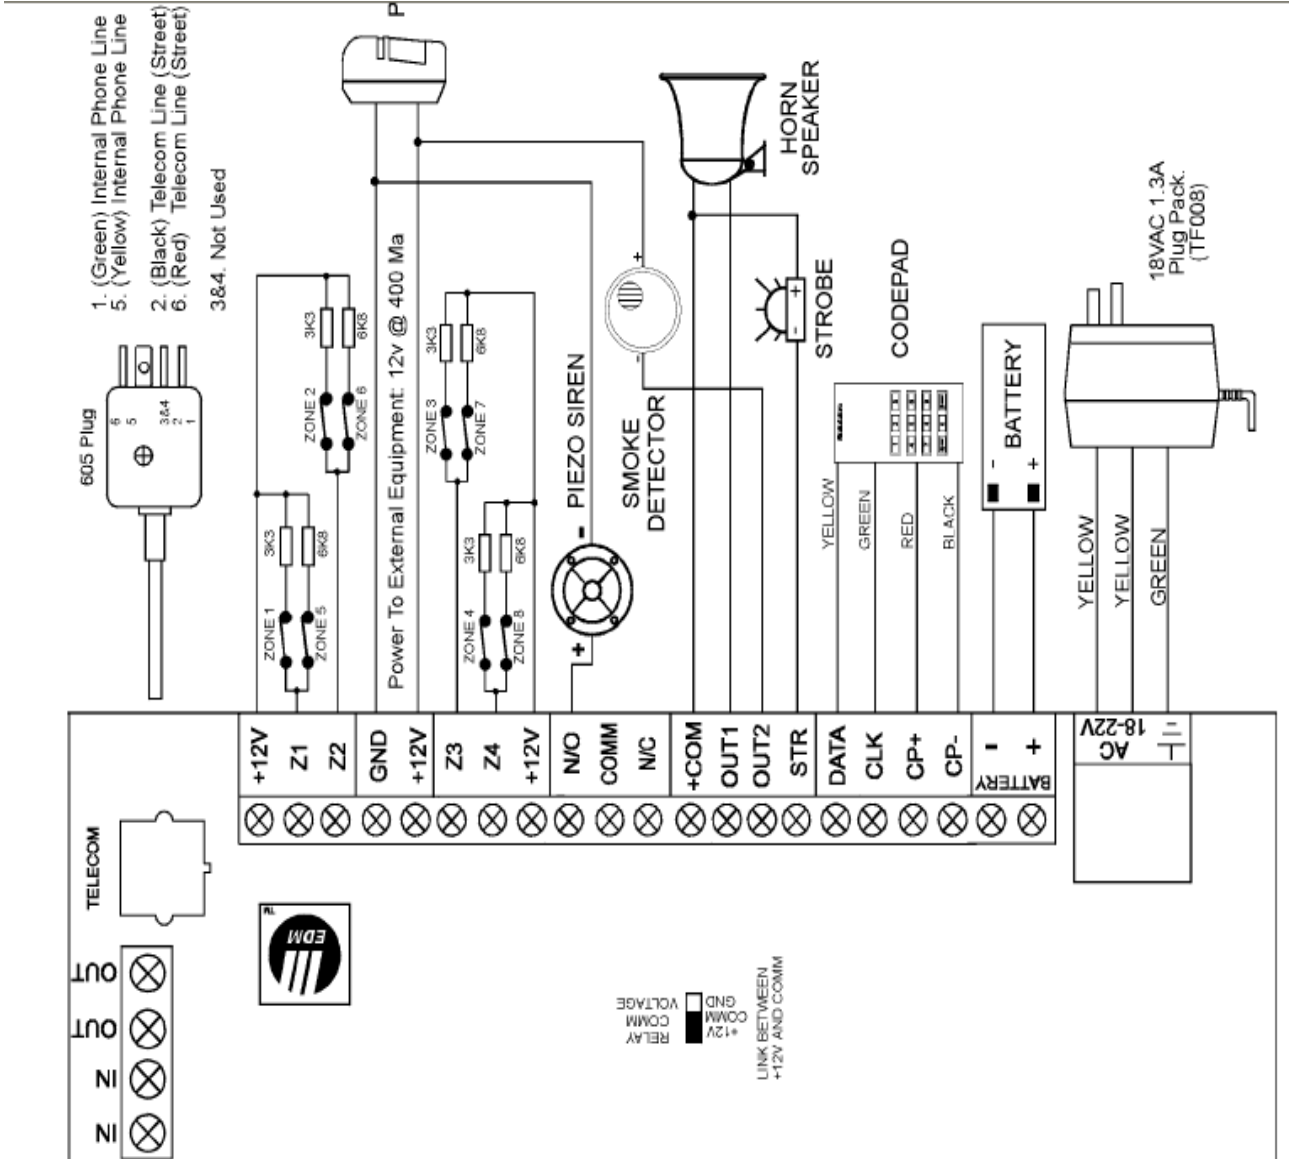 1. (Green) Internal Phone Line
5. (Yellow) Internal Phone Line
2. (Black) Telecom Line (Street)
6. (Red) Telecom Line (Street)
3&4. Not Used
605 Plug
6
5
3&4
2
1
P
ZONE 1
3K3
ZONE 5
6K8
ZONE 2
3K3
ZONE 6
6K8
Power To External Equipment: 12v @ 400 Ma
ZONE 3
3K3
ZONE 7
6K8
ZONE 4
3K3
ZONE 8
6K8
+
PIEZO SIREN -
SMOKE
DETECTOR
-
+
HORN
SPEAKER
STROBE
-
+
CODEPAD
YELLOW
GREEN
RED
BLACK
BATTERY
-
+
18VAC 1.3A
Plug Pack.
(TF008)
YELLOW
YELLOW
GREEN
+12V
Z1
Z2
GND
+12V
Z3
Z4
+12V
N/O
COMM
N/C
+COM
OUT1
OUT2
STR
DATA
CLK
CP+
CP-
-
+
BATTERY
AC
18-22V
TELECOM
OUT
OUT
IN
IN
EDM
TM
RELAY
COMM
VOLTAGE
+12V
COMM
GND
LINK BETWEEN
+12V AND COMM